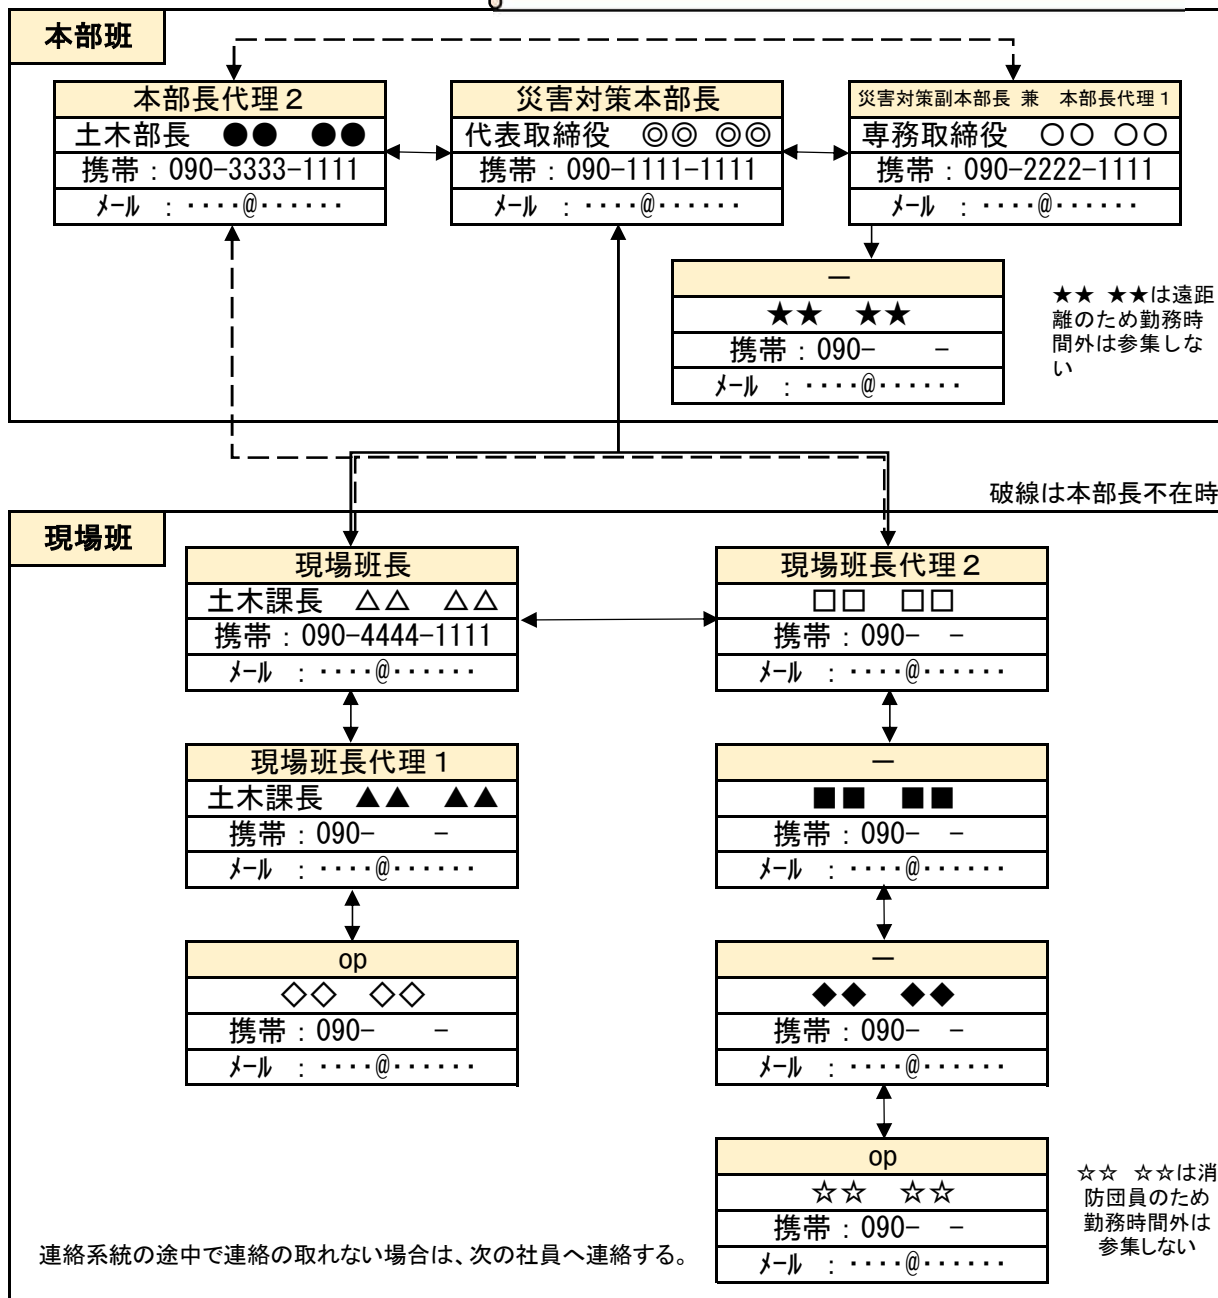 本部班
本部長代理２
土木部長　●●　●●
携帯：090-3333-1111
ﾒｰﾙ　：････@･･････
災害対策本部長
代表取締役　◎◎ ◎◎
携帯：090-1111-1111
ﾒｰﾙ　：････@･･････
災害対策副本部長 兼　本部長代理１
専務取締役　○○ ○○
携帯：090-2222-1111
ﾒｰﾙ　：････@･･････
－
★★　★★
携帯：090-　　-
ﾒｰﾙ　：････@･･････
★★ ★★は遠距
離のため勤務時
間外は参集しな
い
破線は本部長不在時
現場班
現場班長
土木課長　△△　△△
携帯：090-4444-1111
ﾒｰﾙ　：････@･･････
現場班長代理２
□□　□□
携帯：090-　-
ﾒｰﾙ　：････@･･････
現場班長代理１
土木課長　▲▲　▲▲
携帯：090-　　-
ﾒｰﾙ　：････@･･････
－
■■　■■
携帯：090-　-
ﾒｰﾙ　：････@･･････
op
◇◇　◇◇
携帯：090-　　-
ﾒｰﾙ　：････@･･････
－
◆◆　◆◆
携帯：090-　-
ﾒｰﾙ　：････@･･････
op
☆☆　☆☆
携帯：090-　-
ﾒｰﾙ　：････@･･････
☆☆ ☆☆は消
防団員のため
勤務時間外は
参集しない
連絡系統の途中で連絡の取れない場合は、次の社員へ連絡する。